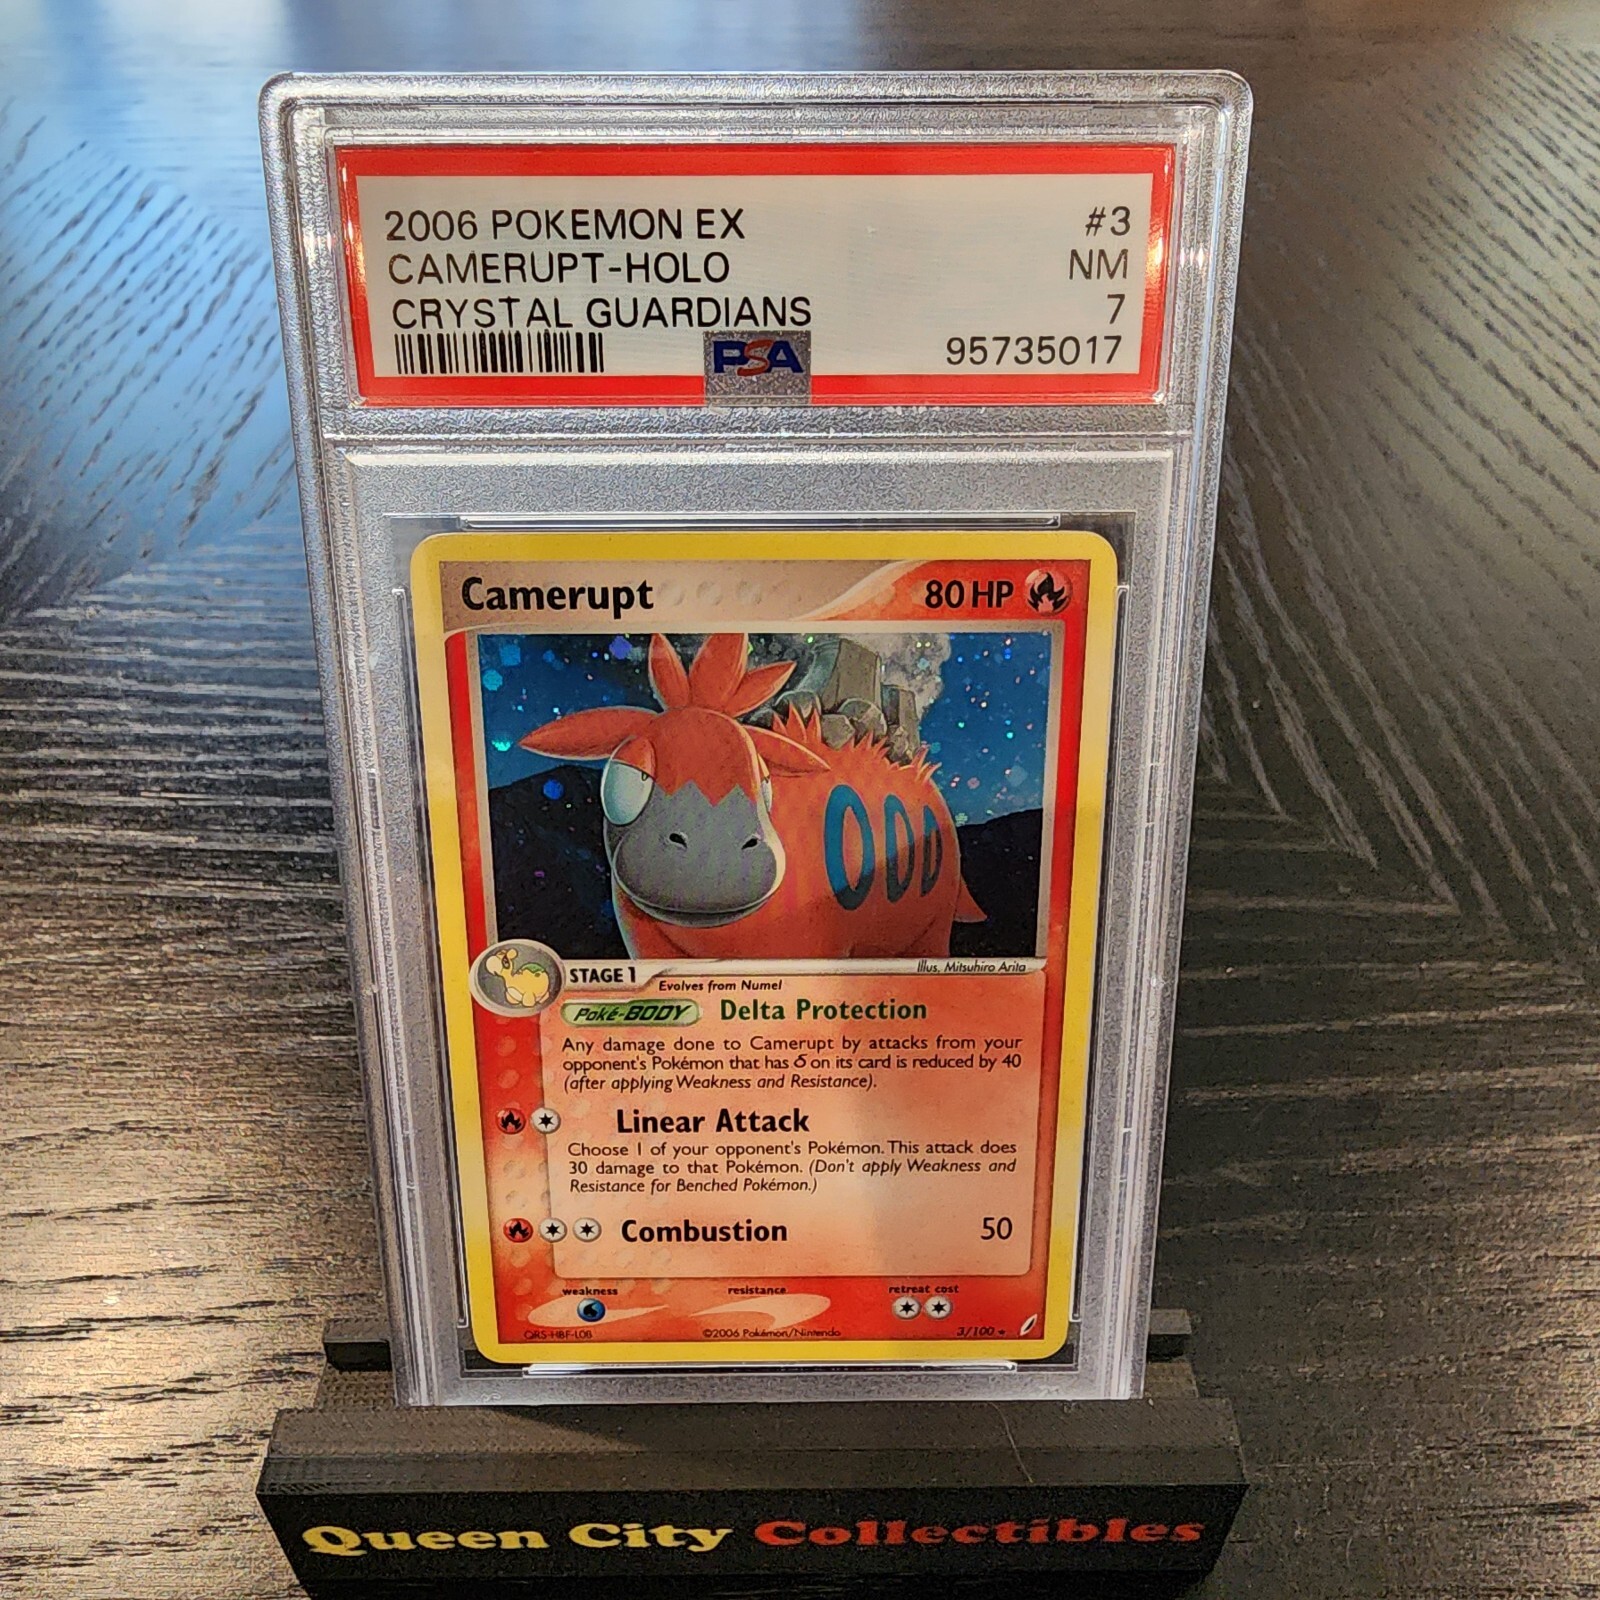 2006 POKEMON EX #3
CAMERUPT-HOLO NM
CRYSTAL GUARDIANS 7
PSA 95735017
Camerupt 80 HP
Illus. Mitsuhiro Arita
STAGE 1
Evolves from Numel
Poké-BODY Delta Protection
Any damage done to Camerupt by attacks from your
opponent's Pokémon that has δ on its card is reduced by 40
(after applying Weakness and Resistance).
Linear Attack
Choose 1 of your opponent's Pokémon. This attack does
30 damage to that Pokémon. (Don't apply Weakness and
Resistance for Benched Pokémon.)
Combustion 50
weakness resistance retreat cost
©2006 Pokémon/Nintendo 3/100
Queen City Collectibles